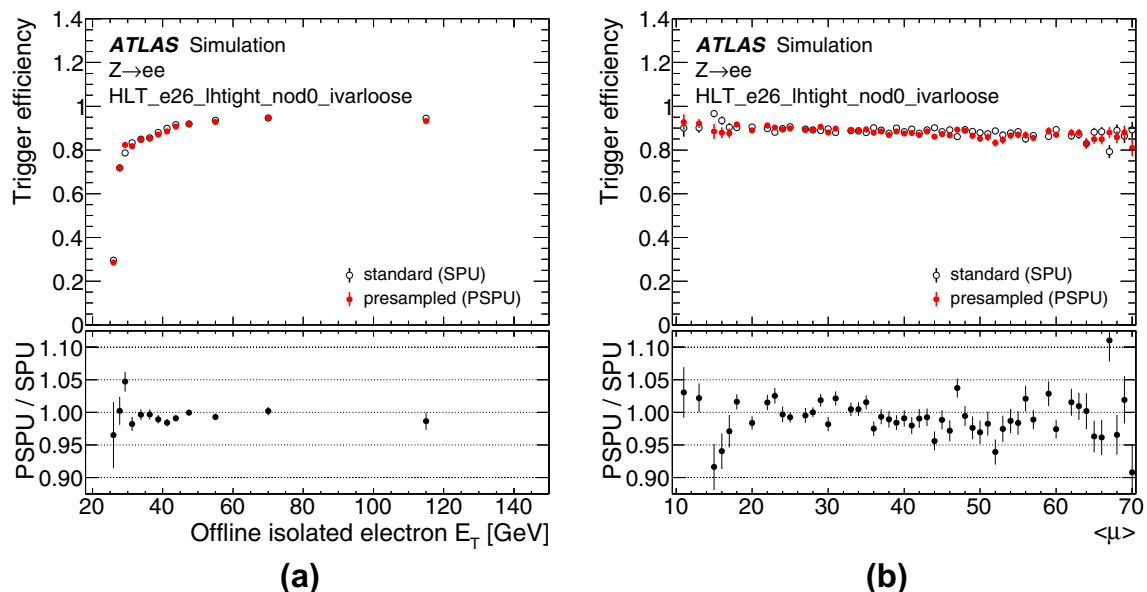 Trigger efficiency
1.4
1.2
1
0.8
0.6
0.4
0.2
0
ATLAS Simulation
Z→ee
HLT_e26_lhtight_nod0_ivarloose
standard (SPU)
presampled (PSPU)
PSPU / SPU
1.10
1.05
1.00
0.95
0.90
20 40 60 80 100 120 140
Offline isolated electron E_T [GeV]
(a)
Trigger efficiency
1.4
1.2
1
0.8
0.6
0.4
0.2
0
ATLAS Simulation
Z→ee
HLT_e26_lhtight_nod0_ivarloose
standard (SPU)
presampled (PSPU)
PSPU / SPU
1.10
1.05
1.00
0.95
0.90
10 20 30 40 50 60 70
<μ>
(b)